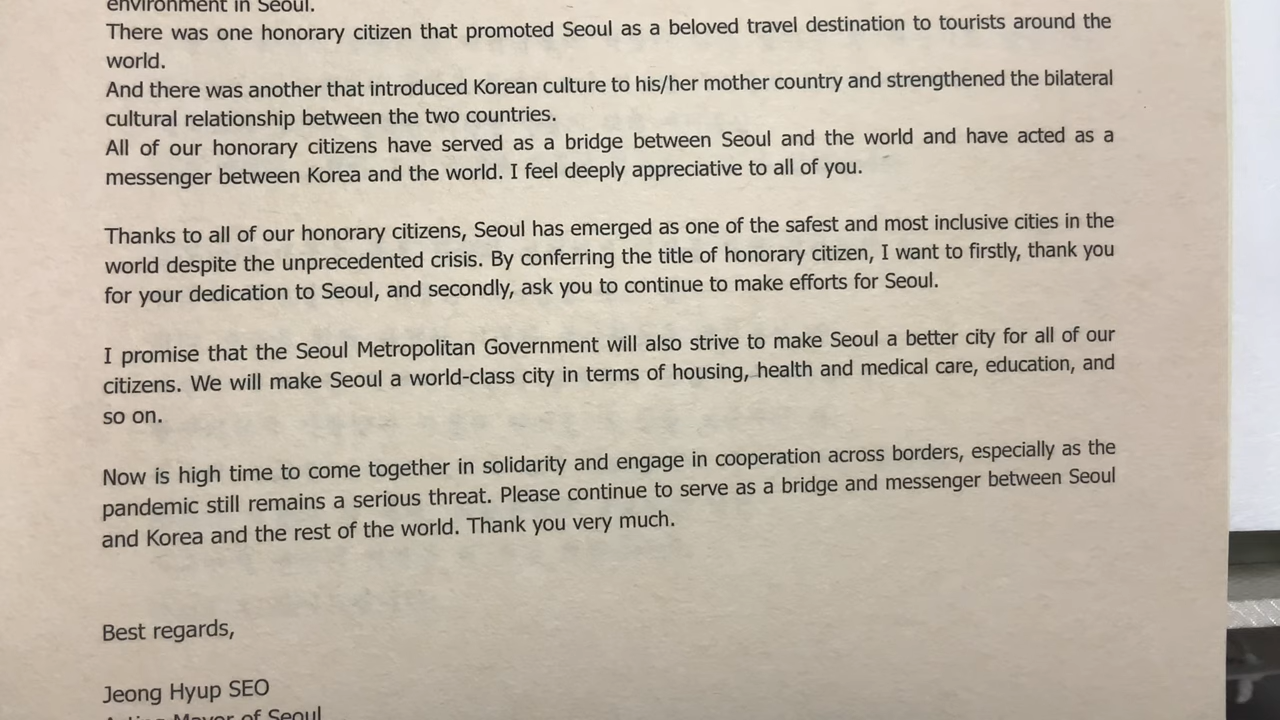 environment in Seoul.
There was one honorary citizen that promoted Seoul as a beloved travel destination to tourists around the
world.
And there was another that introduced Korean culture to his/her mother country and strengthened the bilateral
cultural relationship between the two countries.
All of our honorary citizens have served as a bridge between Seoul and the world and have acted as a
messenger between Korea and the world. I feel deeply appreciative to all of you.
Thanks to all of our honorary citizens, Seoul has emerged as one of the safest and most inclusive cities in the
world despite the unprecedented crisis. By conferring the title of honorary citizen, I want to firstly, thank you
for your dedication to Seoul, and secondly, ask you to continue to make efforts for Seoul.
I promise that the Seoul Metropolitan Government will also strive to make Seoul a better city for all of our
citizens. We will make Seoul a world-class city in terms of housing, health and medical care, education, and
so on.
Now is high time to come together in solidarity and engage in cooperation across borders, especially as the
pandemic still remains a serious threat. Please continue to serve as a bridge and messenger between Seoul
and Korea and the rest of the world. Thank you very much.
Best regards,
Jeong Hyup SEO
Acting Mayor of Seoul